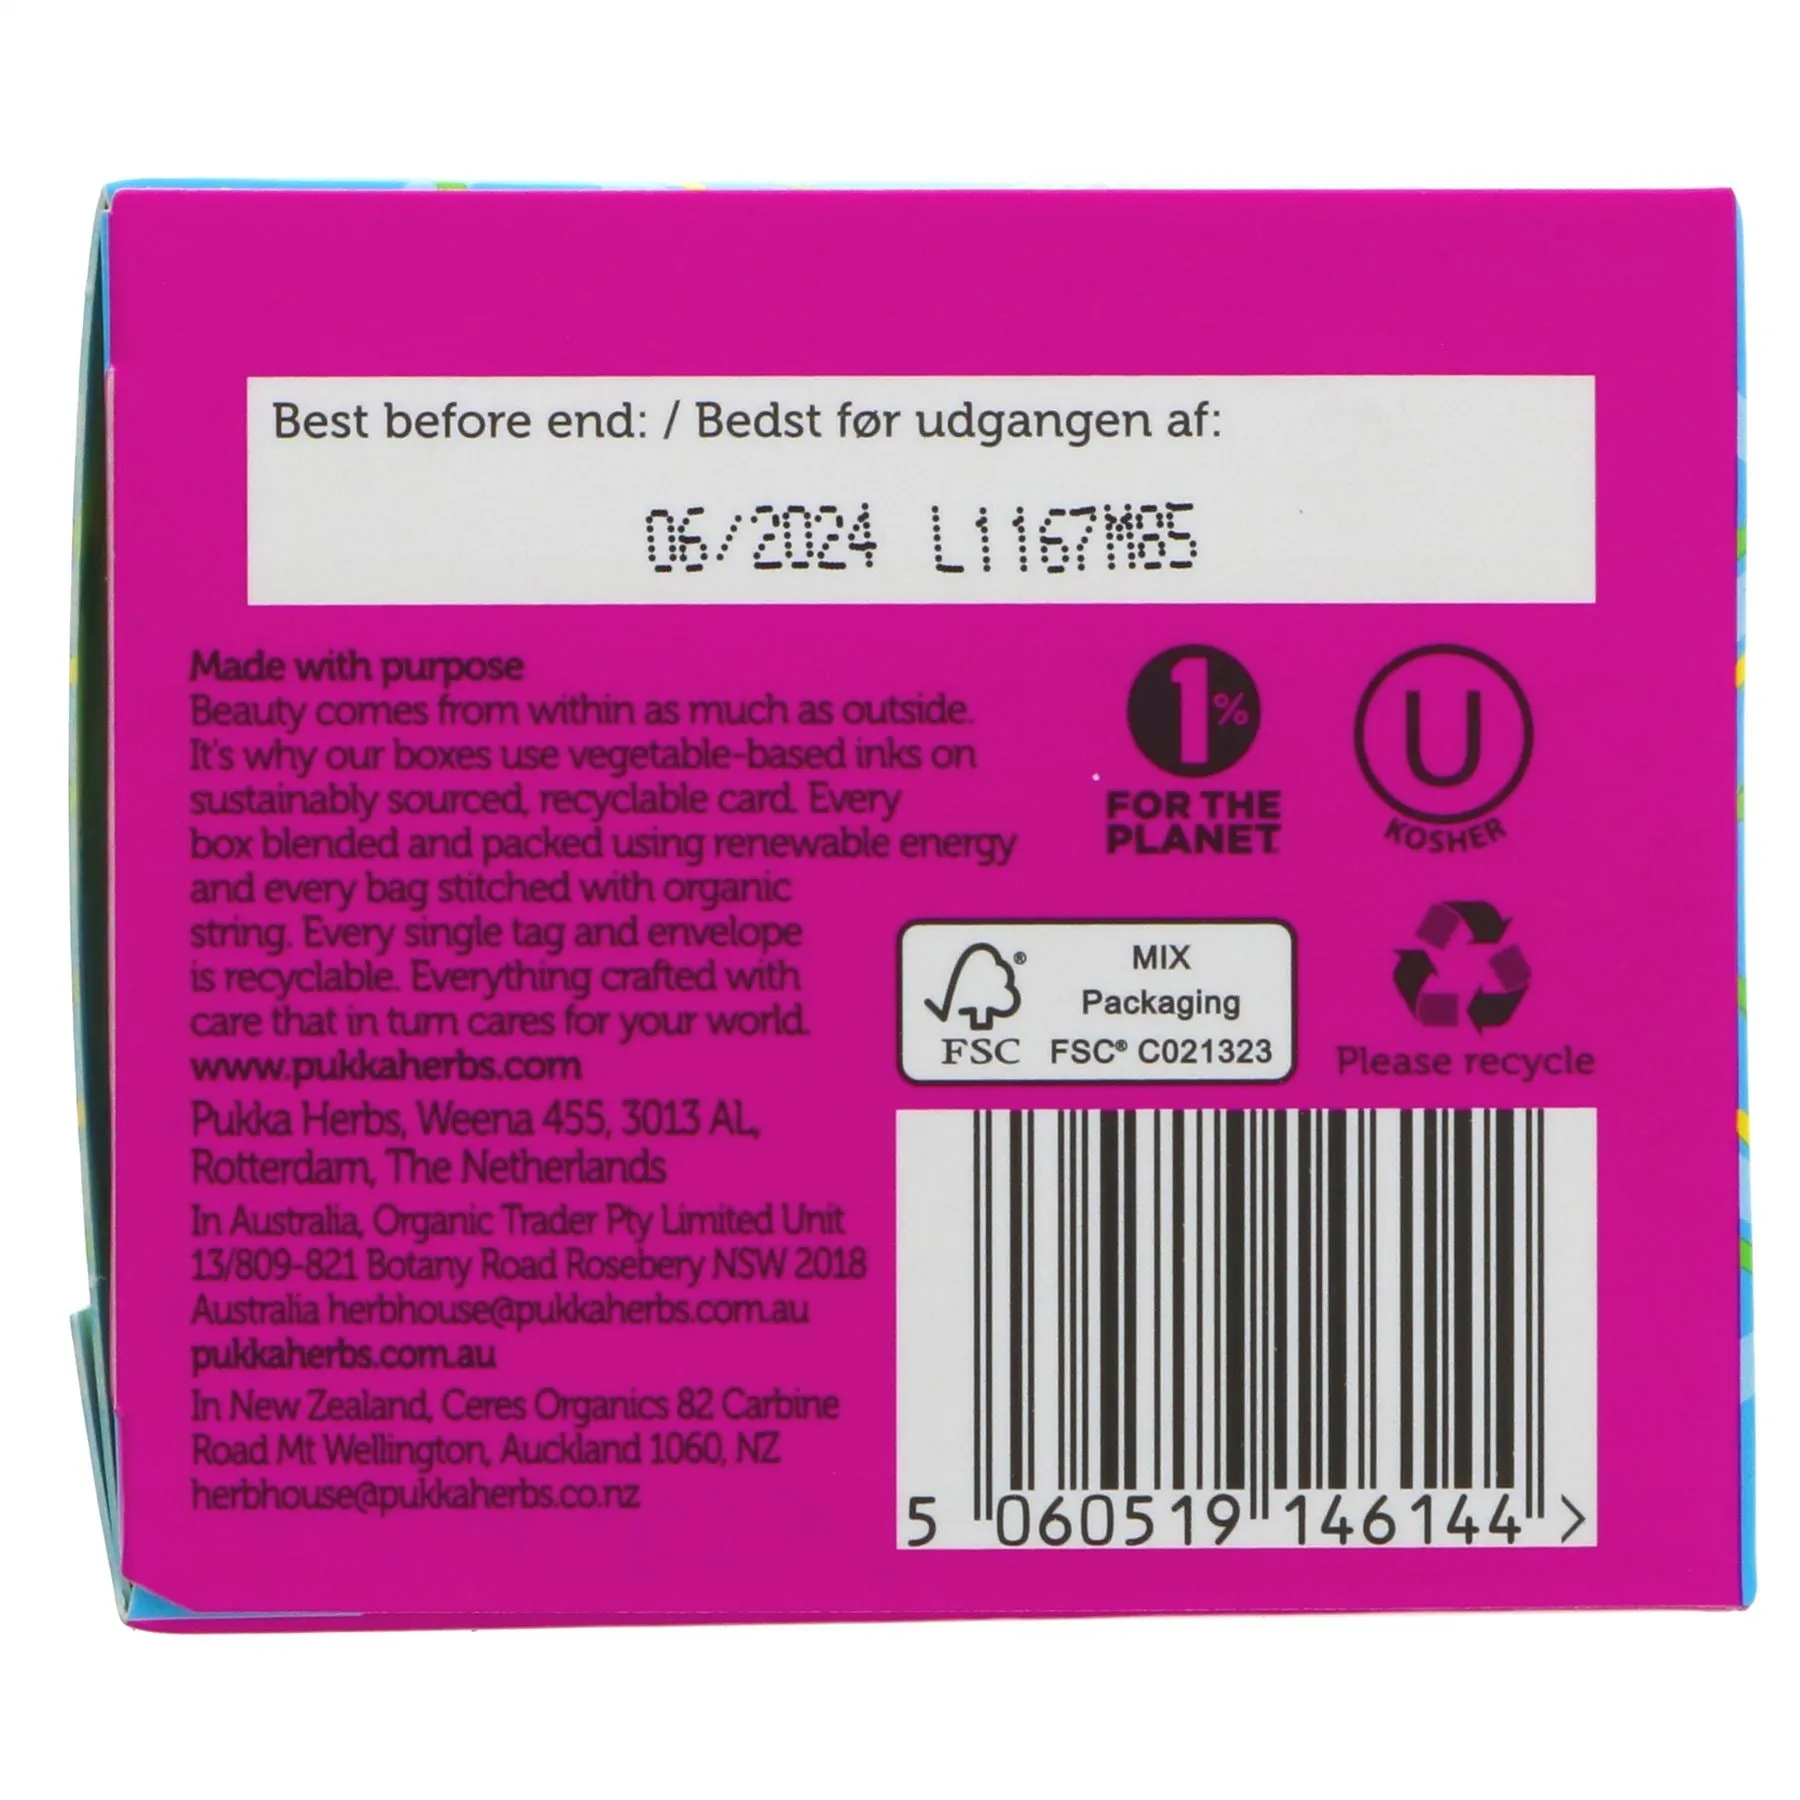 Best before end: / Bedst før udgangen af:
06/2024 L1167M85
Made with purpose
Beauty comes from within as much as outside.
It's why our boxes use vegetable-based inks on
sustainably sourced, recyclable card. Every
box blended and packed using renewable energy
and every bag stitched with organic
string. Every single tag and envelope
is recyclable. Everything crafted with
care that in turn cares for your world.
www.pukkaherbs.com
Pukka Herbs, Weena 455, 3013 AL,
Rotterdam, The Netherlands
In Australia, Organic Trader Pty Limited Unit
13/809-821 Botany Road Rosebery NSW 2018
Australia herbhouse@pukkaherbs.com.au
pukkaherbs.com.au
In New Zealand, Ceres Organics 82 Carbine
Road Mt Wellington, Auckland 1060, NZ
herbhouse@pukkaherbs.co.nz
1%
FOR THE
PLANET
U
KOSHER
FSC®
MIX
Packaging
FSC® C021323
Please recycle
5 060519 146144 >